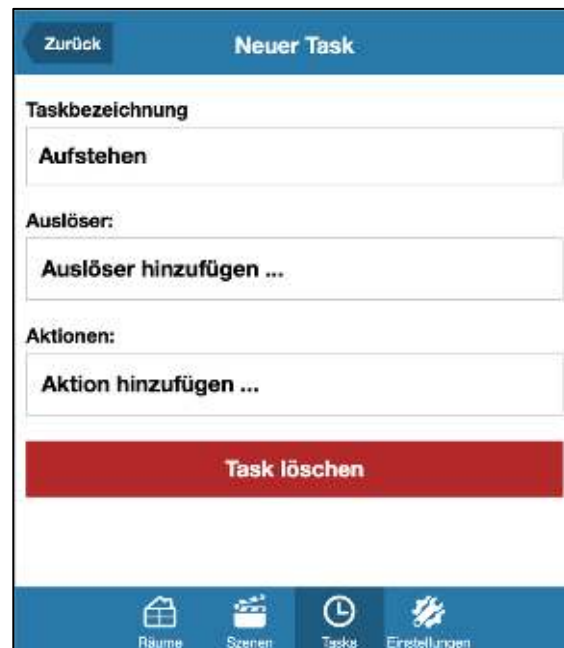 Zurück
Neuer Task
Taskbezeichnung
Aufstehen
Auslöser:
Auslöser hinzufügen ...
Aktionen:
Aktion hinzufügen ...
Task löschen
Räume Szenen Tasks Einstellungen